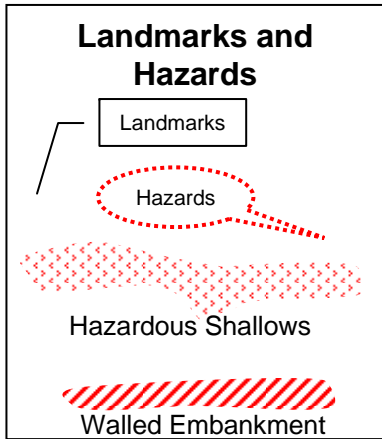 Landmarks and
Hazards
Landmarks
Hazards
Hazardous Shallows
Walled Embankment